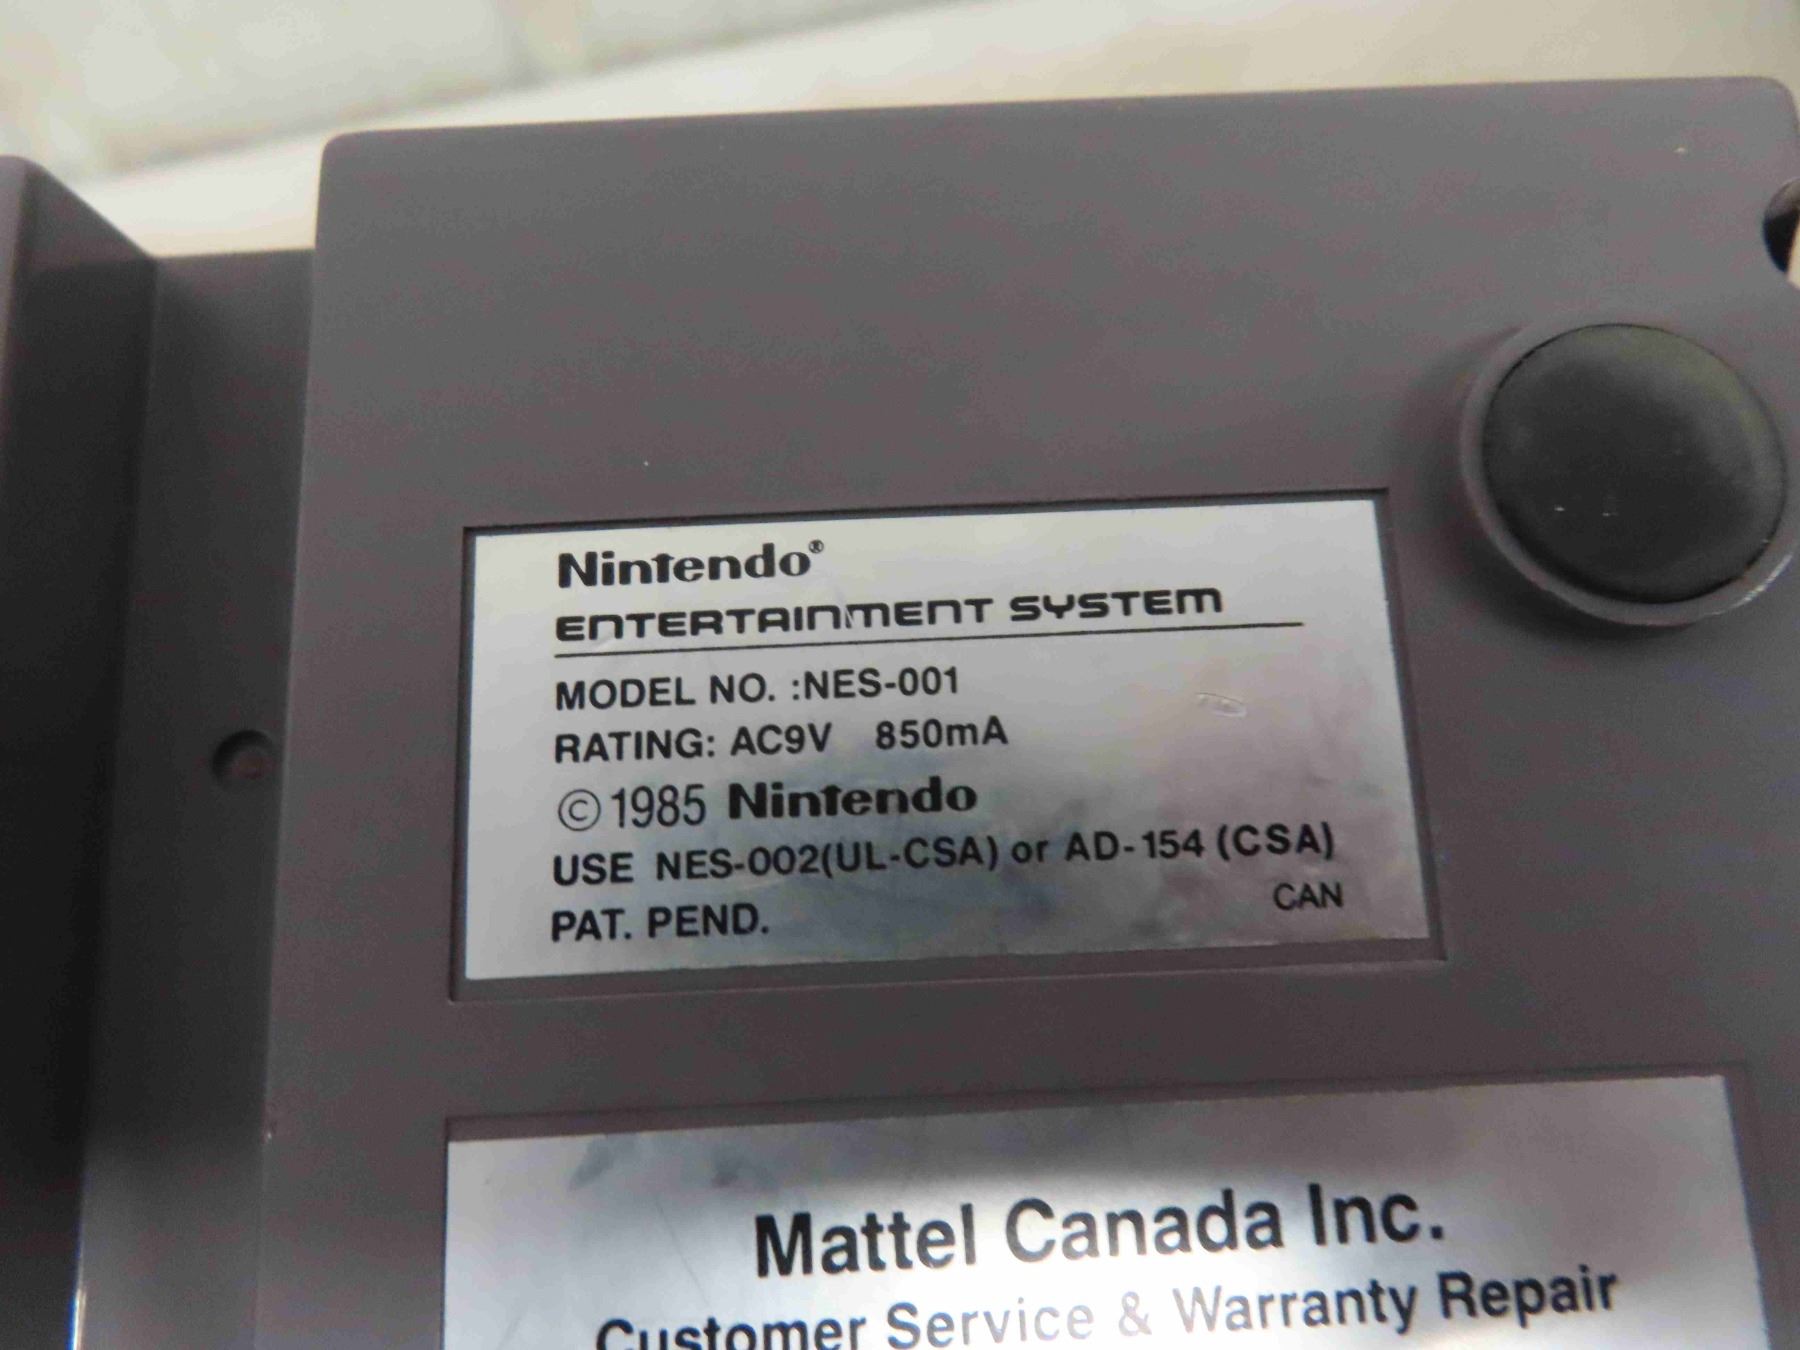 Nintendo®
ENTERTAINMENT SYSTEM
MODEL NO. :NES-001
RATING: AC9V 850mA
©1985 Nintendo
USE NES-002(UL-CSA) or AD-154 (CSA)
CAN
PAT. PEND.
Mattel Canada Inc.
Customer Service & Warranty Repair